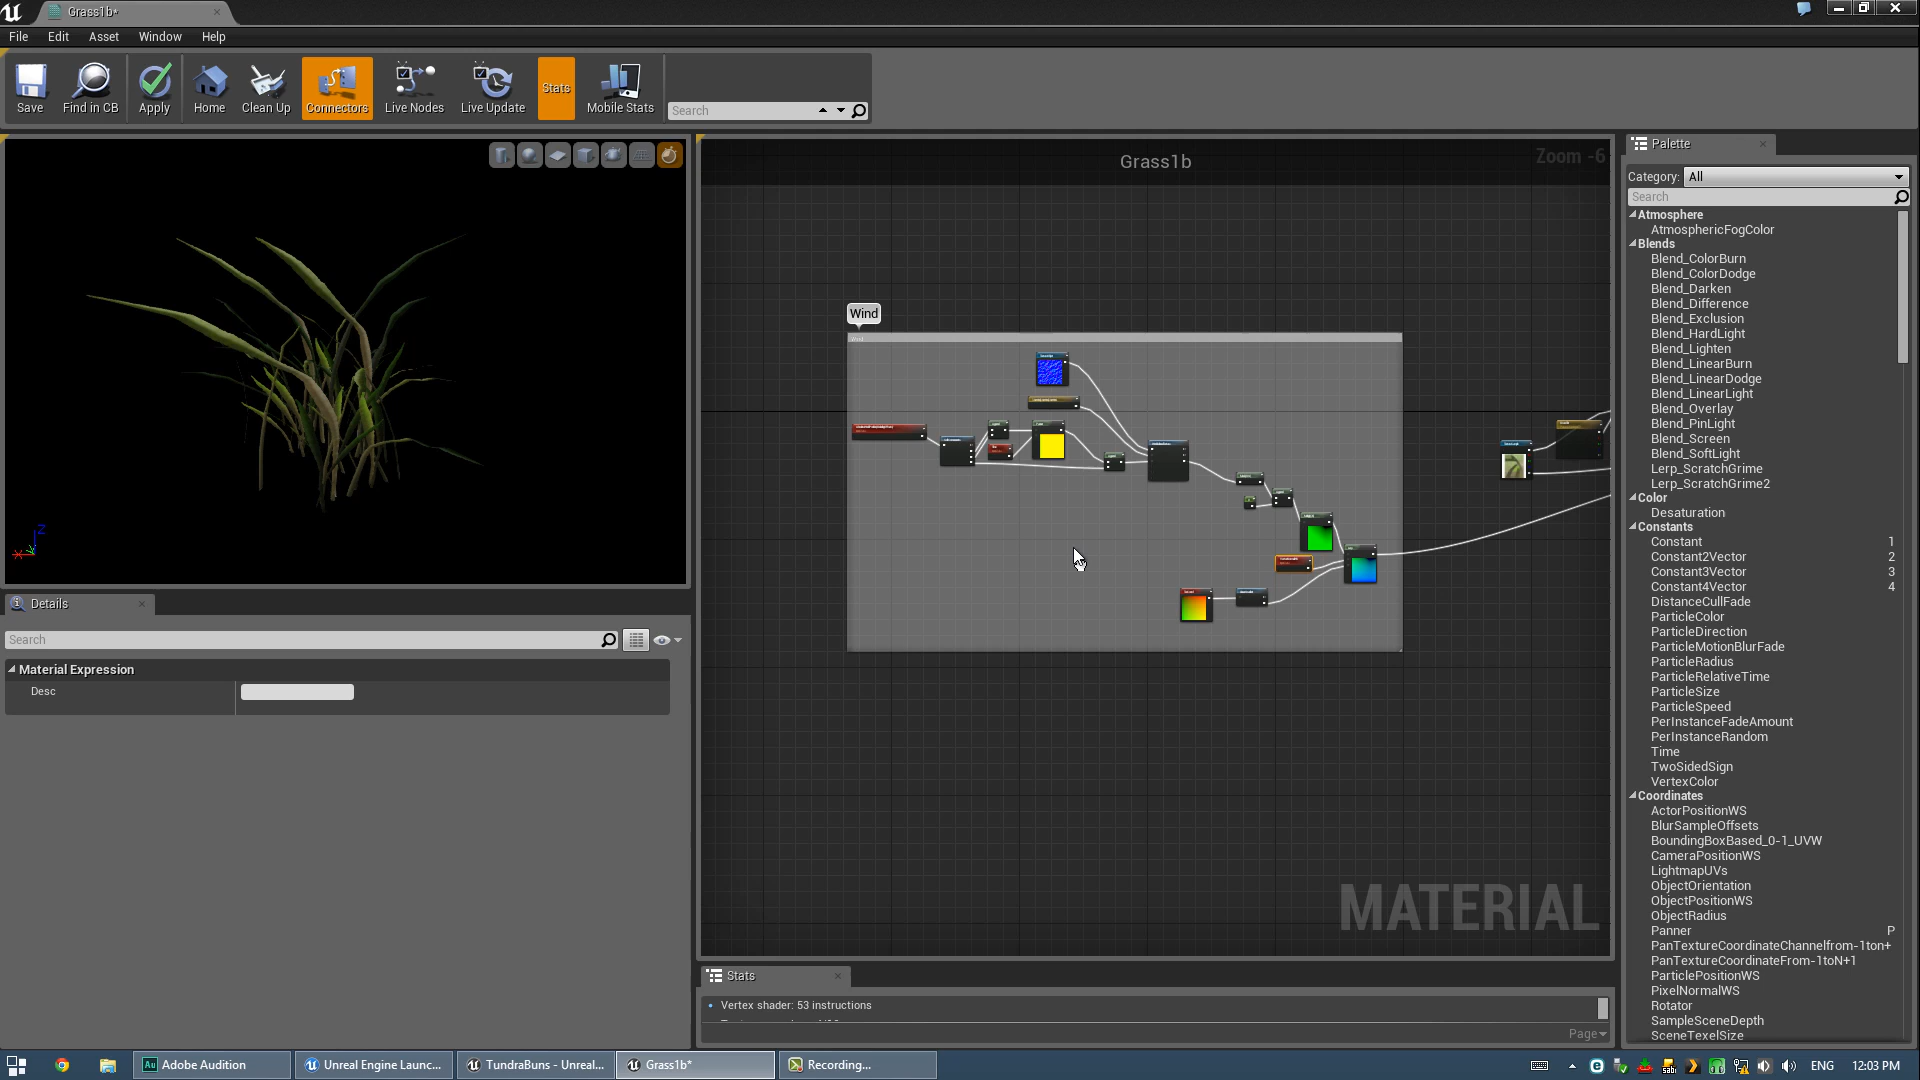 Grass1b*
File Edit Asset Window Help
Save
Find in CB
Apply
Home
Clean Up
Connectors
Live Nodes
Live Update
Stats
Mobile Stats
Search
Grass1b
Zoom -6
Wind
MATERIAL
Z
X
Details
Search
Material Expression
Desc
Stats
Vertex shader: 53 instructions
Page
Palette
Category: All
Search
Atmosphere
AtmosphericFogColor
Blends
Blend_ColorBurn
Blend_ColorDodge
Blend_Darken
Blend_Difference
Blend_Exclusion
Blend_HardLight
Blend_Lighten
Blend_LinearBurn
Blend_LinearDodge
Blend_LinearLight
Blend_Overlay
Blend_PinLight
Blend_Screen
Blend_SoftLight
Lerp_ScratchGrime
Lerp_ScratchGrime2
Color
Desaturation
Constants
Constant 1
Constant2Vector 2
Constant3Vector 3
Constant4Vector 4
DistanceCullFade
ParticleColor
ParticleDirection
ParticleMotionBlurFade
ParticleRadius
ParticleRelativeTime
ParticleSize
ParticleSpeed
PerInstanceFadeAmount
PerInstanceRandom
Time
TwoSidedSign
VertexColor
Coordinates
ActorPositionWS
BlurSampleOffsets
BoundingBoxBased_0-1_UVW
CameraPositionWS
LightmapUVs
ObjectOrientation
ObjectPositionWS
ObjectRadius
Panner P
PanTextureCoordinateChannelfrom-1ton+
PanTextureCoordinateFrom-1toN+1
ParticlePositionWS
PixelNormalWS
Rotator
SampleSceneDepth
SceneTexelSize
Adobe Audition
Unreal Engine Launc...
TundraBuns - Unreal...
Grass1b*
Recording...
ENG
12:03 PM